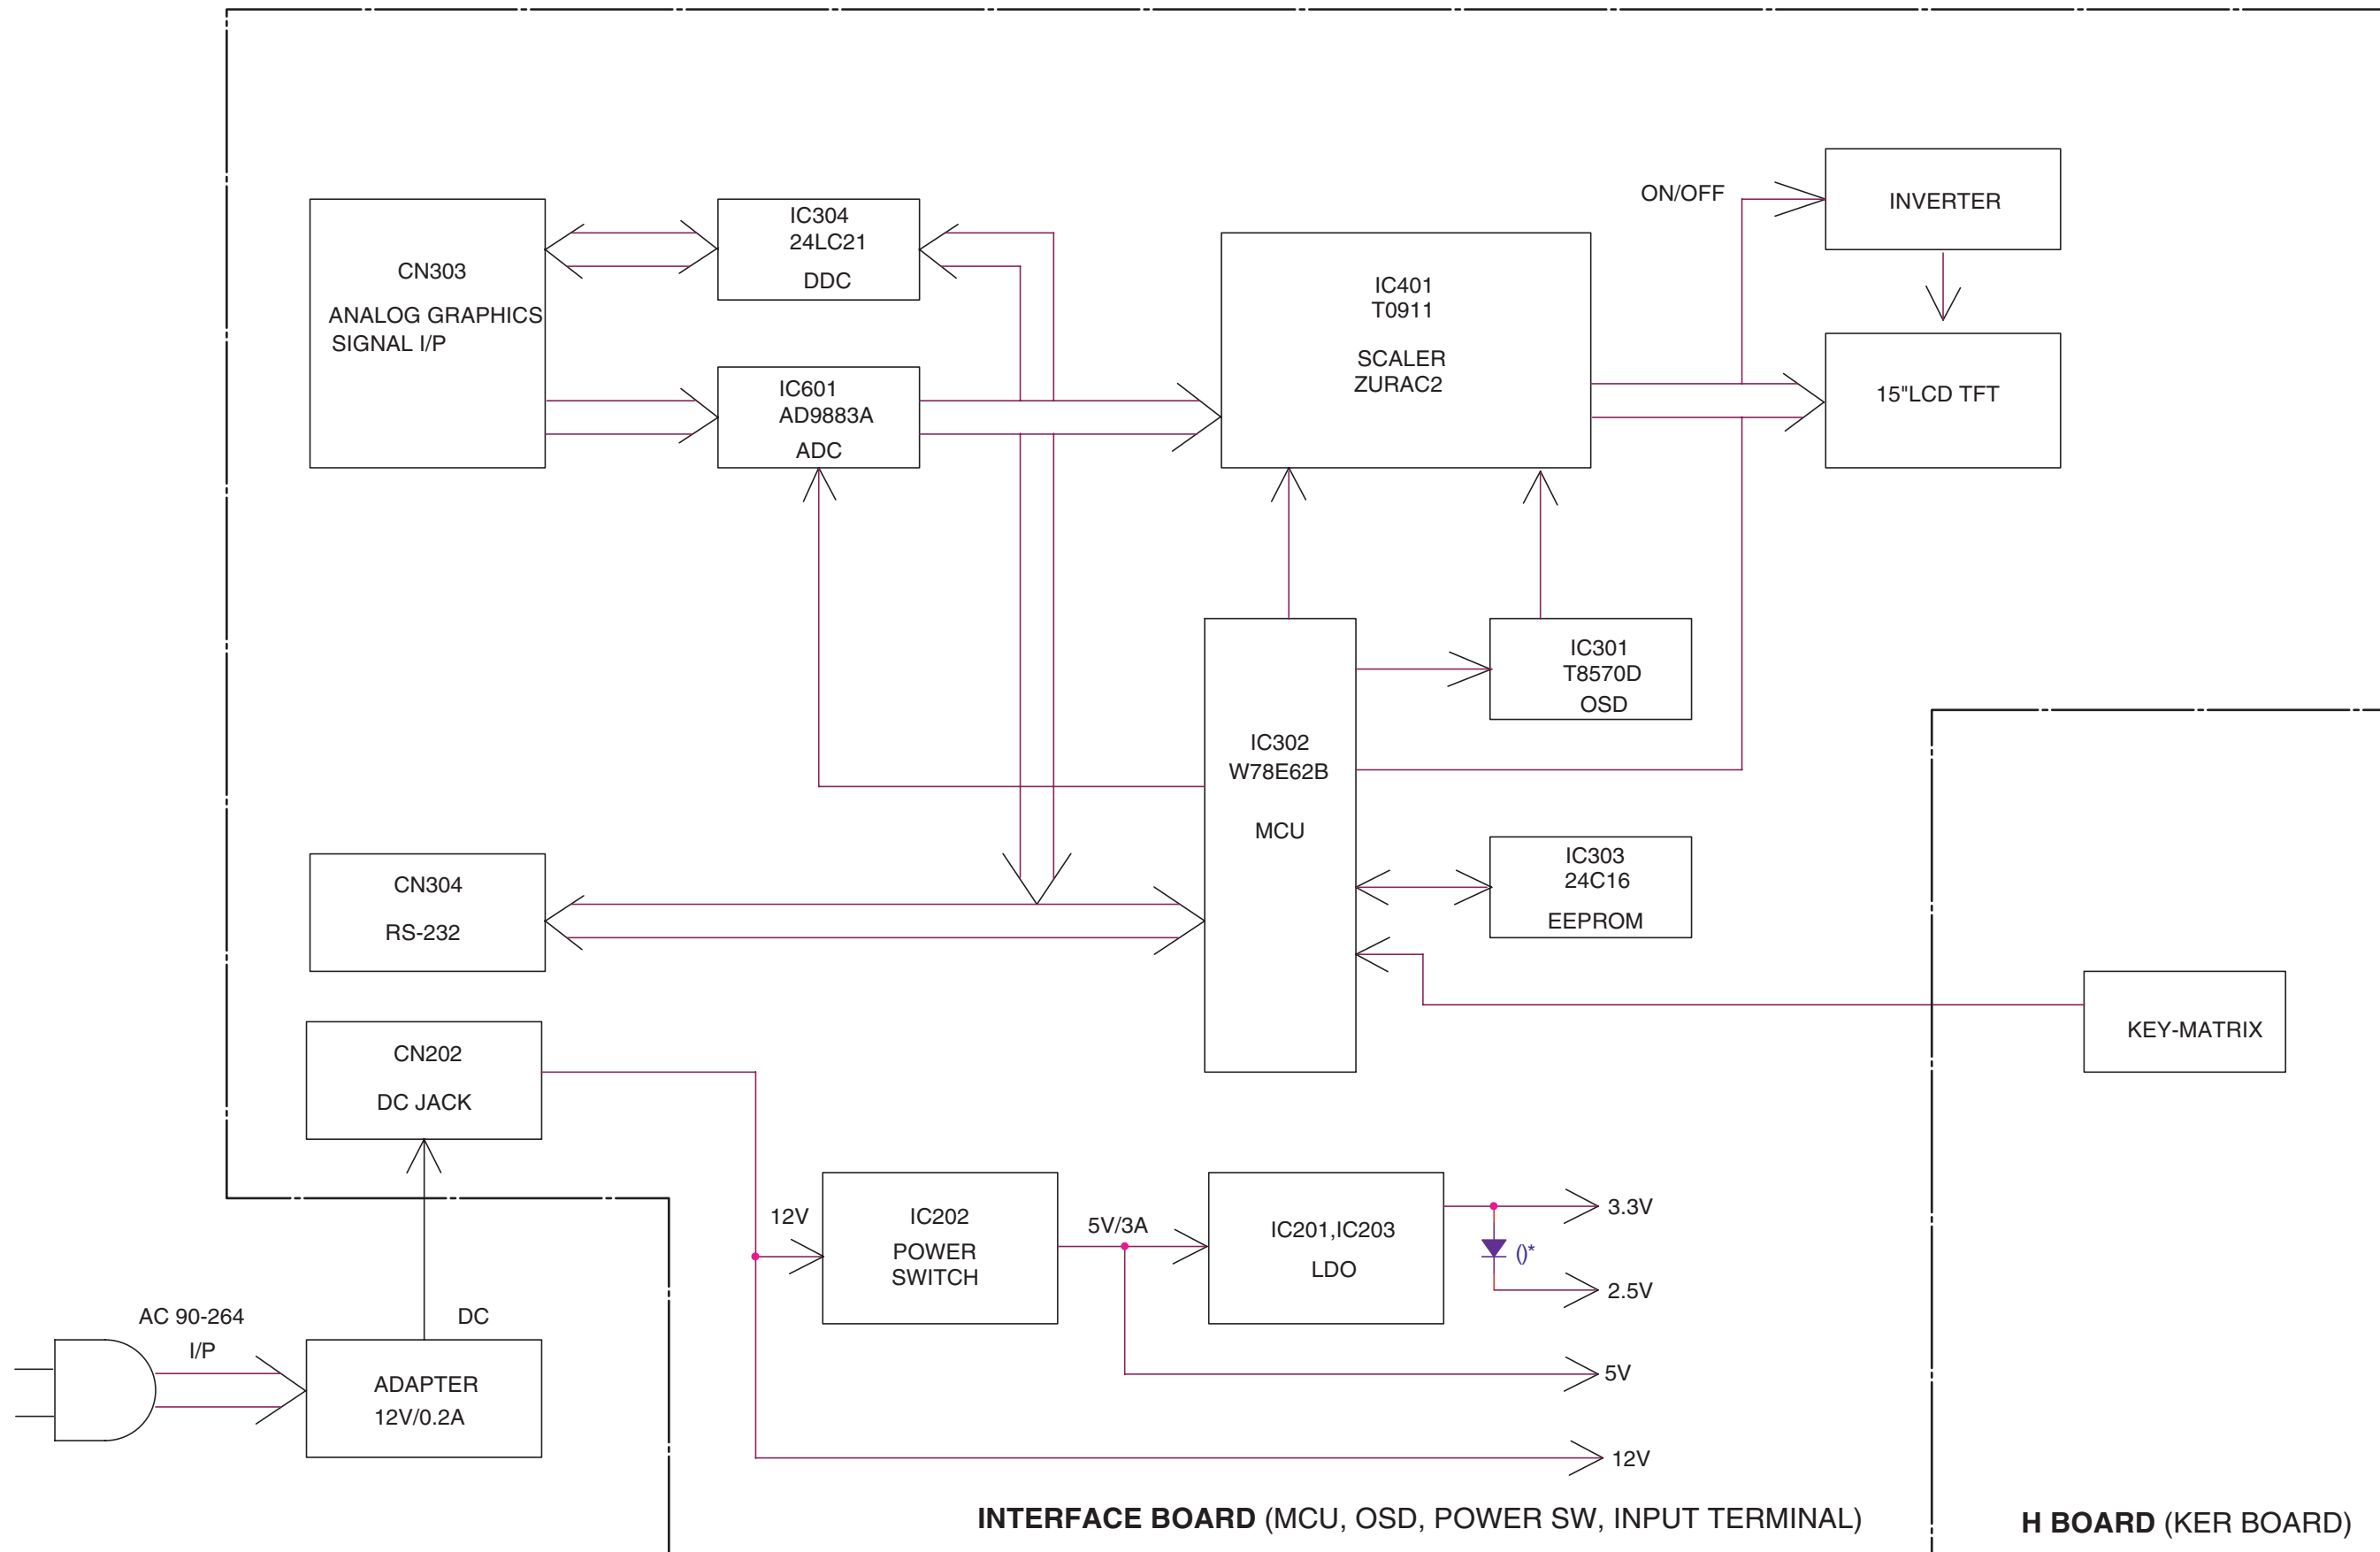 CN303
ANALOG GRAPHICS
SIGNAL I/P
IC304
24LC21
DDC
IC601
AD9883A
ADC
IC401
T0911
SCALER
ZURAC2
ON/OFF
INVERTER
15"LCD TFT
IC301
T8570D
OSD
IC302
W78E62B
MCU
IC303
24C16
EEPROM
CN304
RS-232
KEY-MATRIX
CN202
DC JACK
12V
IC202
POWER
SWITCH
5V/3A
IC201,IC203
LDO
3.3V
()*
2.5V
5V
12V
AC 90-264
I/P
DC
ADAPTER
12V/0.2A
INTERFACE BOARD (MCU, OSD, POWER SW, INPUT TERMINAL)
H BOARD (KER BOARD)